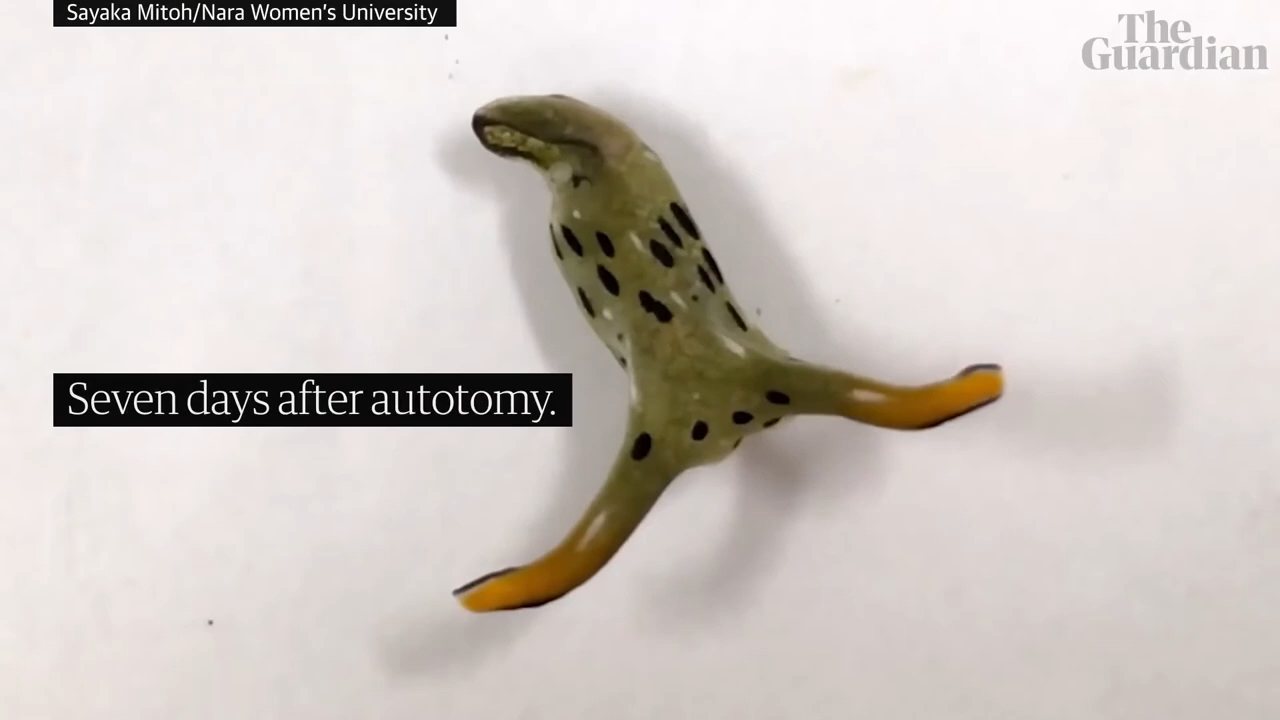 Sayaka Mitoh/Nara Women's University
The
Guardian
Seven days after autotomy.